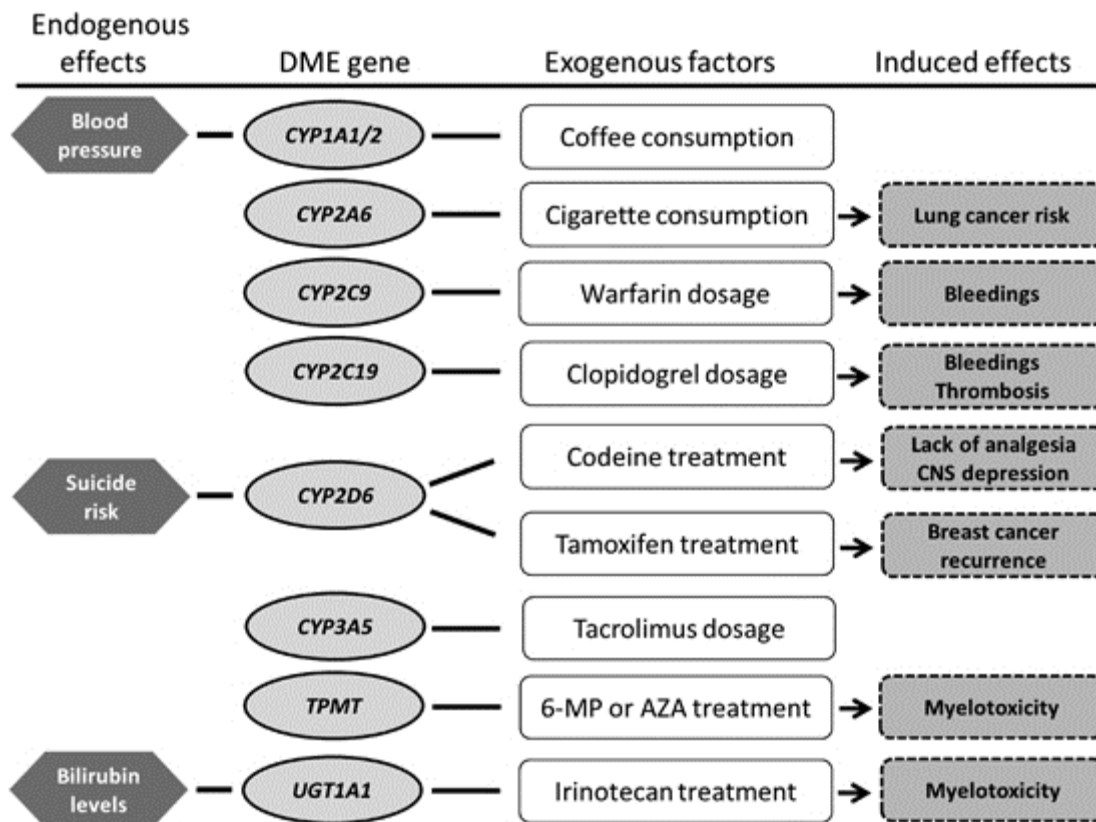 Endogenous
effects
DME gene
Exogenous factors
Induced effects
Blood
pressure
CYP1A1/2
Coffee consumption
CYP2A6
Cigarette consumption
Lung cancer risk
CYP2C9
Warfarin dosage
Bleedings
CYP2C19
Clopidogrel dosage
Bleedings
Thrombosis
Suicide
risk
CYP2D6
Codeine treatment
Lack of analgesia
CNS depression
Tamoxifen treatment
Breast cancer
recurrence
CYP3A5
Tacrolimus dosage
TPMT
6-MP or AZA treatment
Myelotoxicity
Bilirubin
levels
UGT1A1
Irinotecan treatment
Myelotoxicity